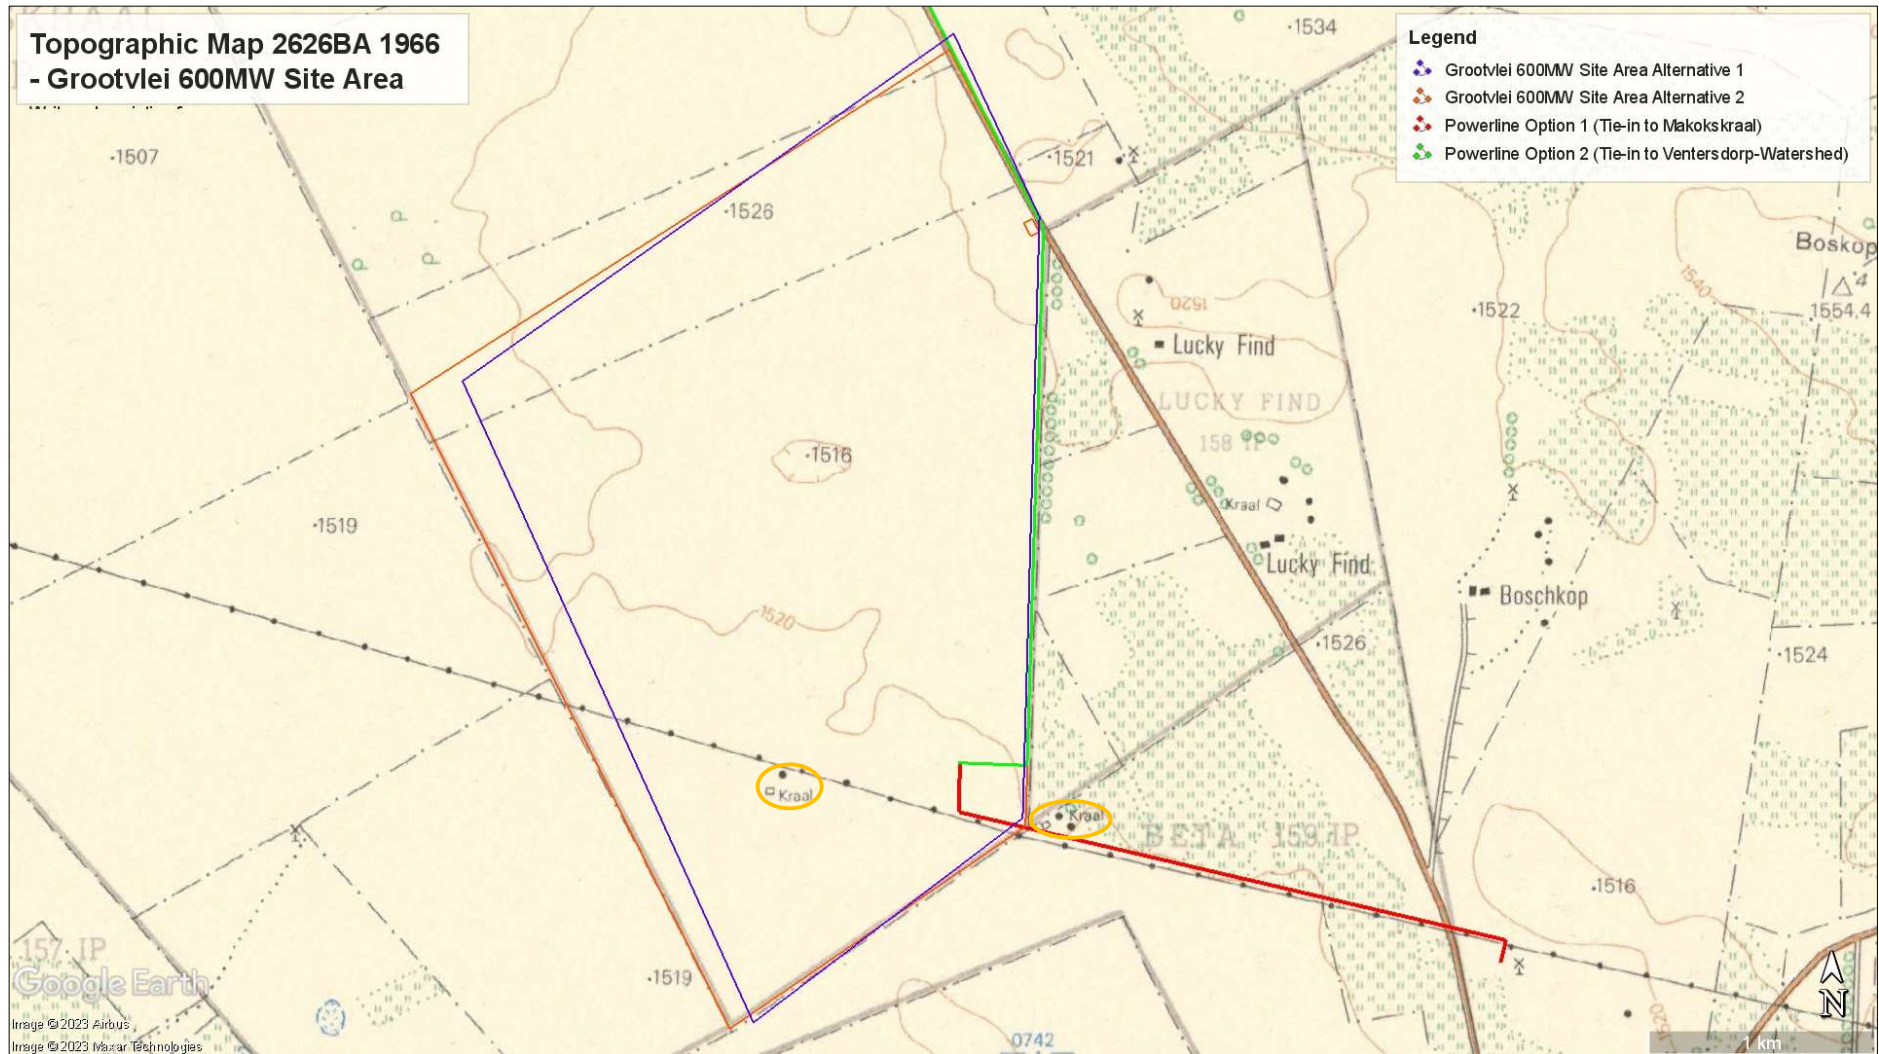 KRAAL
Topographic Map 2626BA 1966
- Grootvlei 600MW Site Area
Legend
Grootvlei 600MW Site Area Alternative 1
Grootvlei 600MW Site Area Alternative 2
Powerline Option 1 (Tie-in to Makokskraal)
Powerline Option 2 (Tie-in to Ventersdorp-Watershed)
1534
1507
1521
1526
Boskop
4
1540
1520
1522
1554.4
Lucky Find
LUCKY FIND
158 IP
1516
Kraal
1519
Lucky Find
Boschkop
1520
1526
1524
Kraal
Kraal
BETA 159 IP
1516
157 IP
Google Earth
1519
N
1520
Image © 2023 Airbus
Image © 2023 Maxar Technologies
0742
1 km